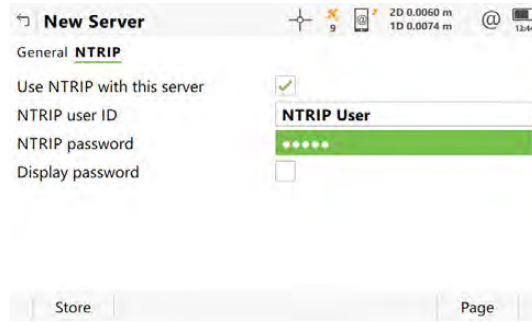 New Server
9
@
2D 0.0060 m
1D 0.0074 m
@
General NTRIP
Use NTRIP with this server
NTRIP user ID NTRIP User
NTRIP password •••••
Display password
Store Page